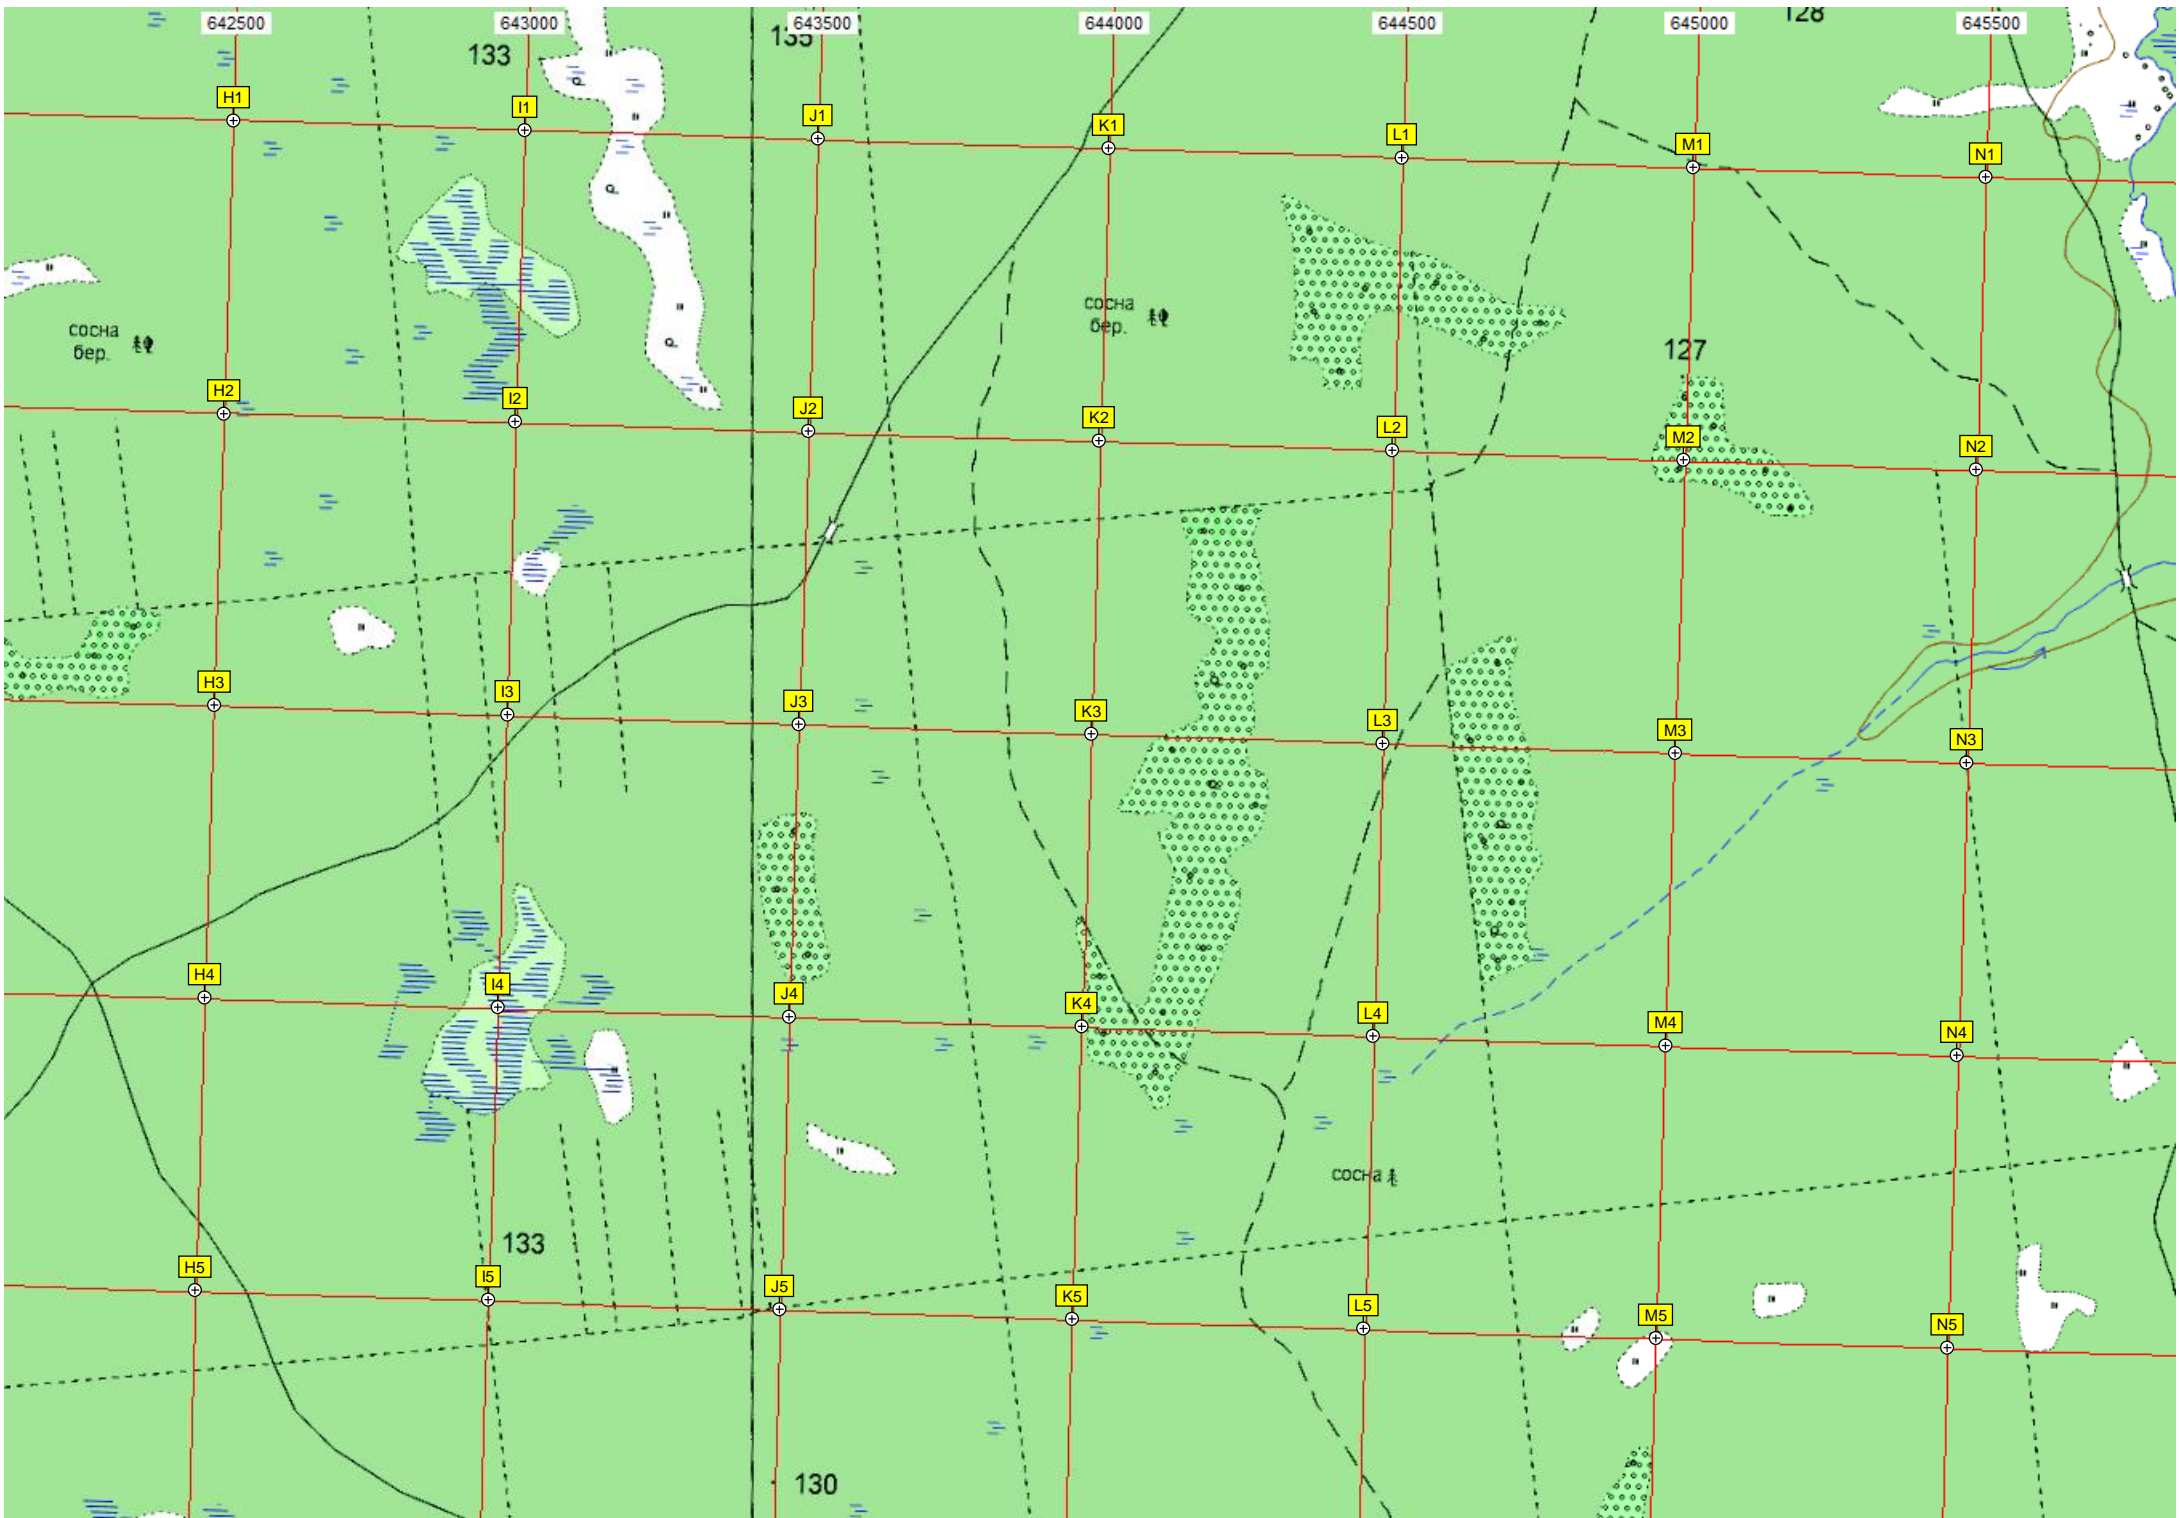 642500 643000 643500 644000 644500 645000 645500
128
135
133
H1 I1 J1 K1 L1 M1 N1
сосна
бер.
сосна
бер.
127
H2 I2 J2 K2 L2 M2 N2
H3 I3 J3 K3 L3 M3 N3
H4 I4 J4 K4 L4 M4 N4
сосна
133
H5 I5 J5 K5 L5 M5 N5
130